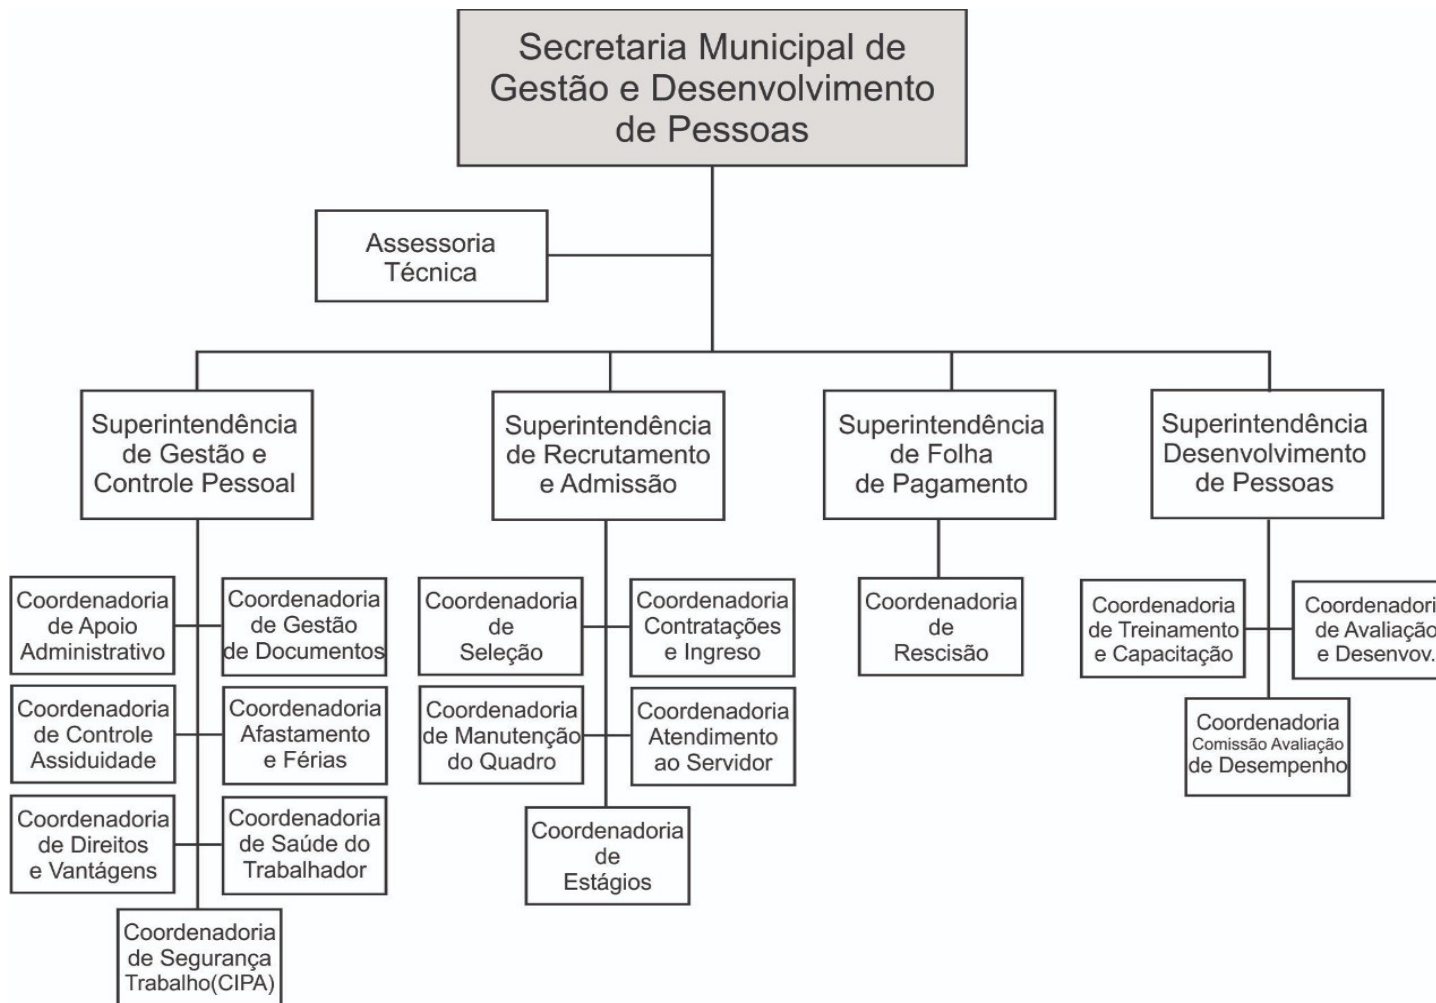 Secretaria Municipal de
Gestão e Desenvolvimento
de Pessoas
Assessoria
Técnica
Superintendência
de Gestão e
Controle Pessoal
Superintendência
de Recrutamento
e Admissão
Superintendência
de Folha
de Pagamento
Superintendência
Desenvolvimento
de Pessoas
Coordenadoria
de Apoio
Administrativo
Coordenadoria
de Gestão
de Documentos
Coordenadoria
de Controle
Assiduidade
Coordenadoria
Afastamento
e Férias
Coordenadoria
de Direitos
e Vantágens
Coordenadoria
de Saúde do
Trabalhador
Coordenadoria
de Segurança
Trabalho(CIPA)
Coordenadoria
de
Seleção
Coordenadoria
Contratações
e Ingreso
Coordenadoria
de Manutenção
do Quadro
Coordenadoria
Atendimento
ao Servidor
Coordenadoria
de
Estágios
Coordenadoria
de
Rescisão
Coordenadoria
de Treinamento
e Capacitação
Coordenadori
de Avaliação
e Desenvov.
Coordenadoria
Comissão Avaliação
de Desempenho